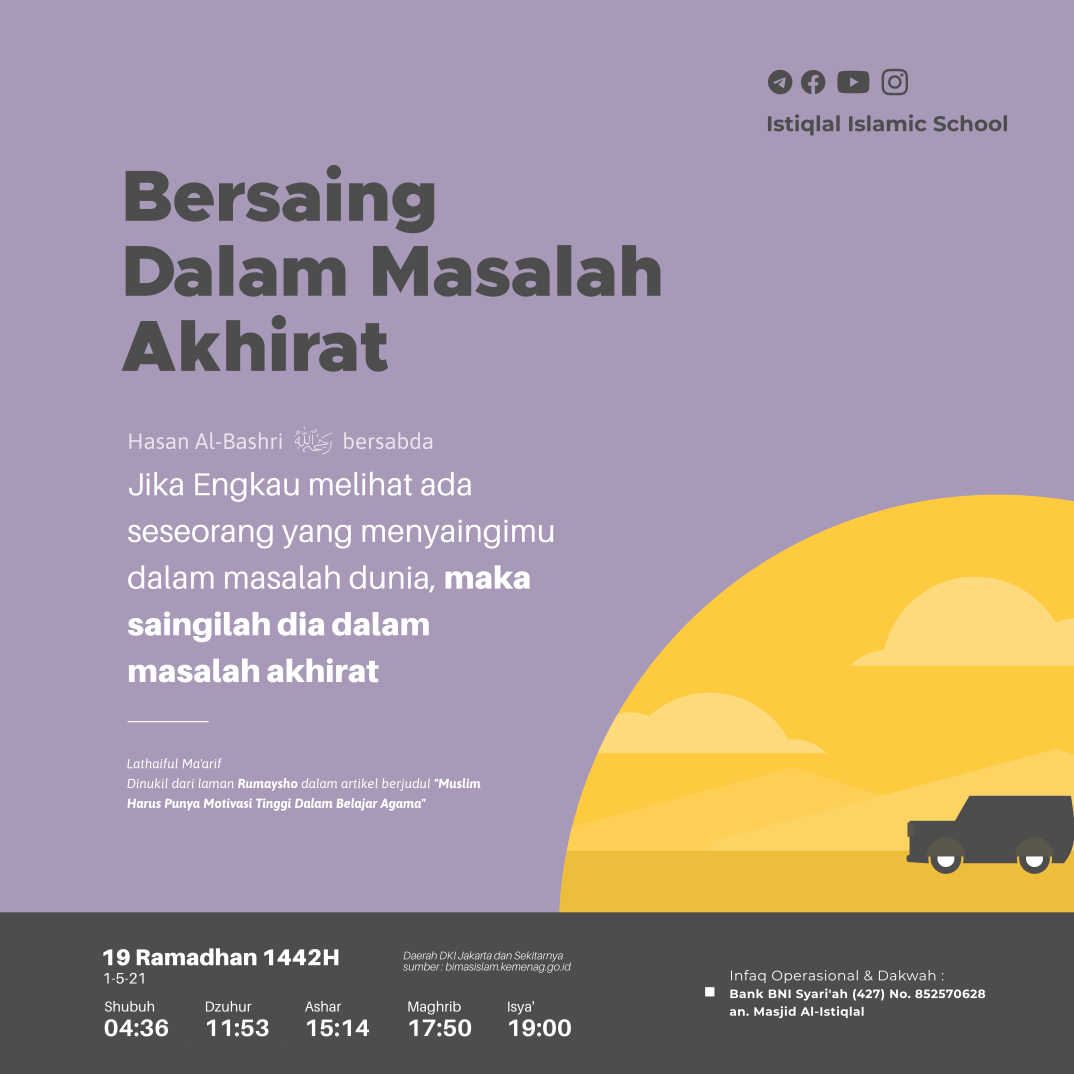 Istiqlal Islamic School
Bersaing
Dalam Masalah
Akhirat
Hasan Al-Bashri رحمه الله bersabda
Jika Engkau melihat ada
seseorang yang menyaingimu
dalam masalah dunia, maka
saingilah dia dalam
masalah akhirat
Lathaiful Ma'arif
Dinukil dari laman Rumaysho dalam artikel berjudul "Muslim
Harus Punya Motivasi Tinggi Dalam Belajar Agama"
19 Ramadhan 1442H
1-5-21
Daerah DKI Jakarta dan Sekitarnya
sumber : bimasislam.kemenag.go.id
Shubuh Dzuhur Ashar Maghrib Isya'
04:36 11:53 15:14 17:50 19:00
Infaq Operasional & Dakwah :
Bank BNI Syari'ah (427) No. 852570628
an. Masjid Al-Istiqlal